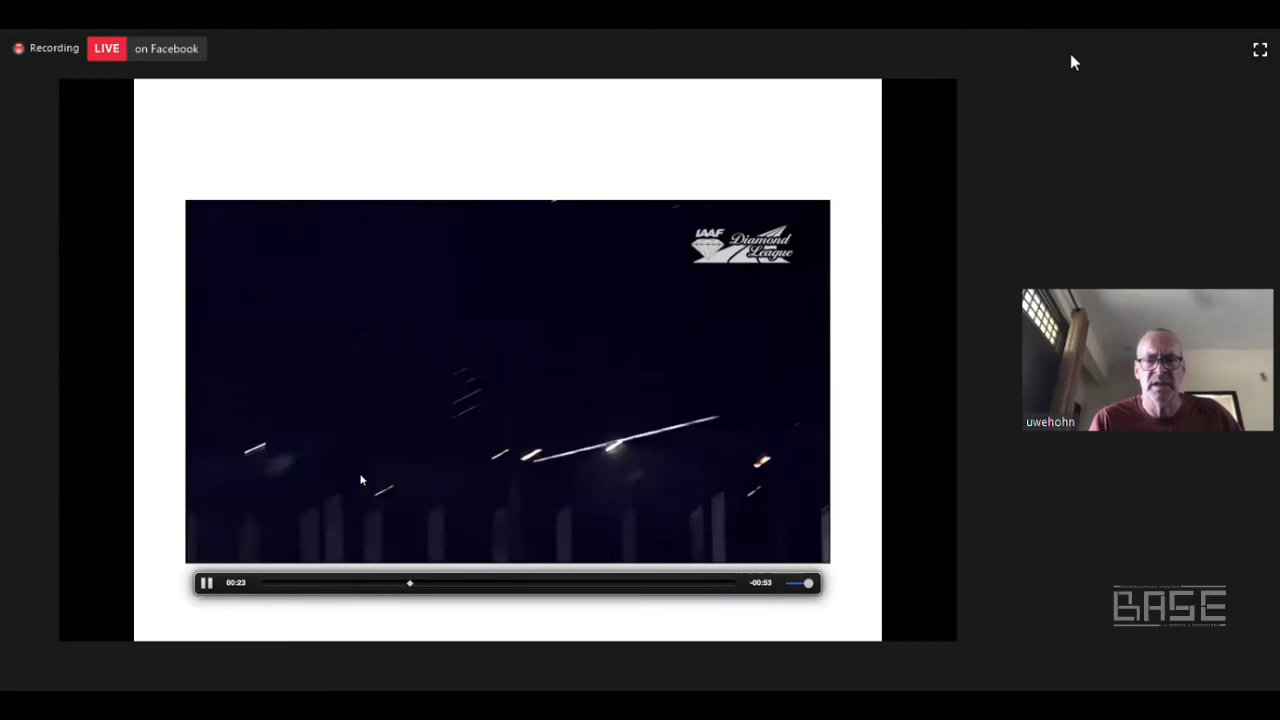 Recording
LIVE
on Facebook
IAAF
Diamond
League
uwehohn
00:23
-00:53
BASE